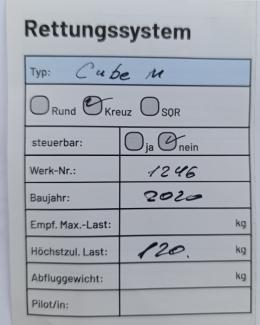 Rettungssystem
Typ: Cube M
Rund Kreuz SQR
steuerbar: ja nein
Werk-Nr.: 1246
Baujahr: 2020
Empf. Max.-Last: kg
Höchstzul. Last: 120. kg
Abfluggewicht: kg
Pilot/in: